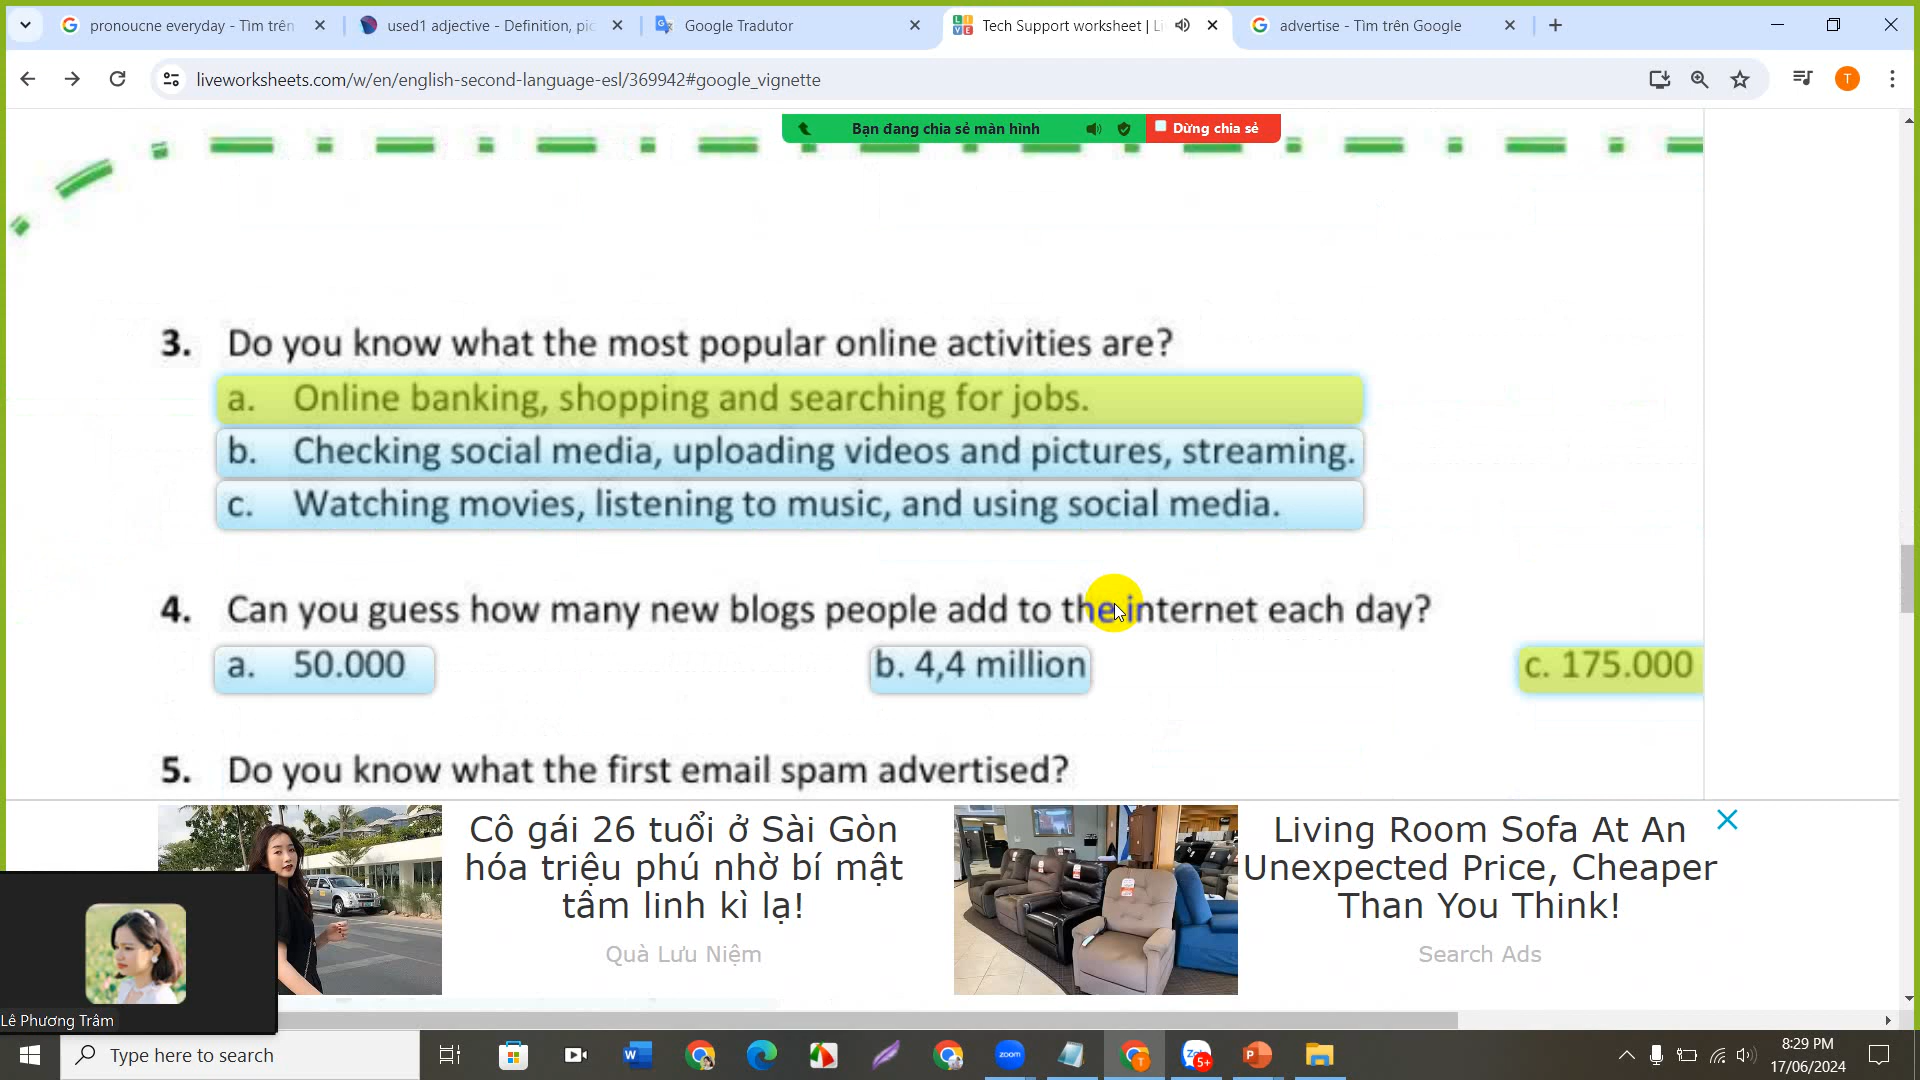 pronoucne everyday - Tìm trên
used1 adjective - Definition, pic
Google Tradutor
Tech Support worksheet | Li
advertise - Tìm trên Google
liveworksheets.com/w/en/english-second-language-esl/369942#google_vignette
T
Bạn đang chia sẻ màn hình
Dừng chia sẻ
3. Do you know what the most popular online activities are?
a. Online banking, shopping and searching for jobs.
b. Checking social media, uploading videos and pictures, streaming.
c. Watching movies, listening to music, and using social media.
4. Can you guess how many new blogs people add to the internet each day?
a. 50.000
b. 4,4 million
c. 175.000
5. Do you know what the first email spam advertised?
Cô gái 26 tuổi ở Sài Gòn
hóa triệu phú nhờ bí mật
tâm linh kì lạ!
Quà Lưu Niệm
Living Room Sofa At An
Unexpected Price, Cheaper
Than You Think!
Search Ads
Lê Phương Trâm
Type here to search
zoom
5+
8:29 PM
17/06/2024